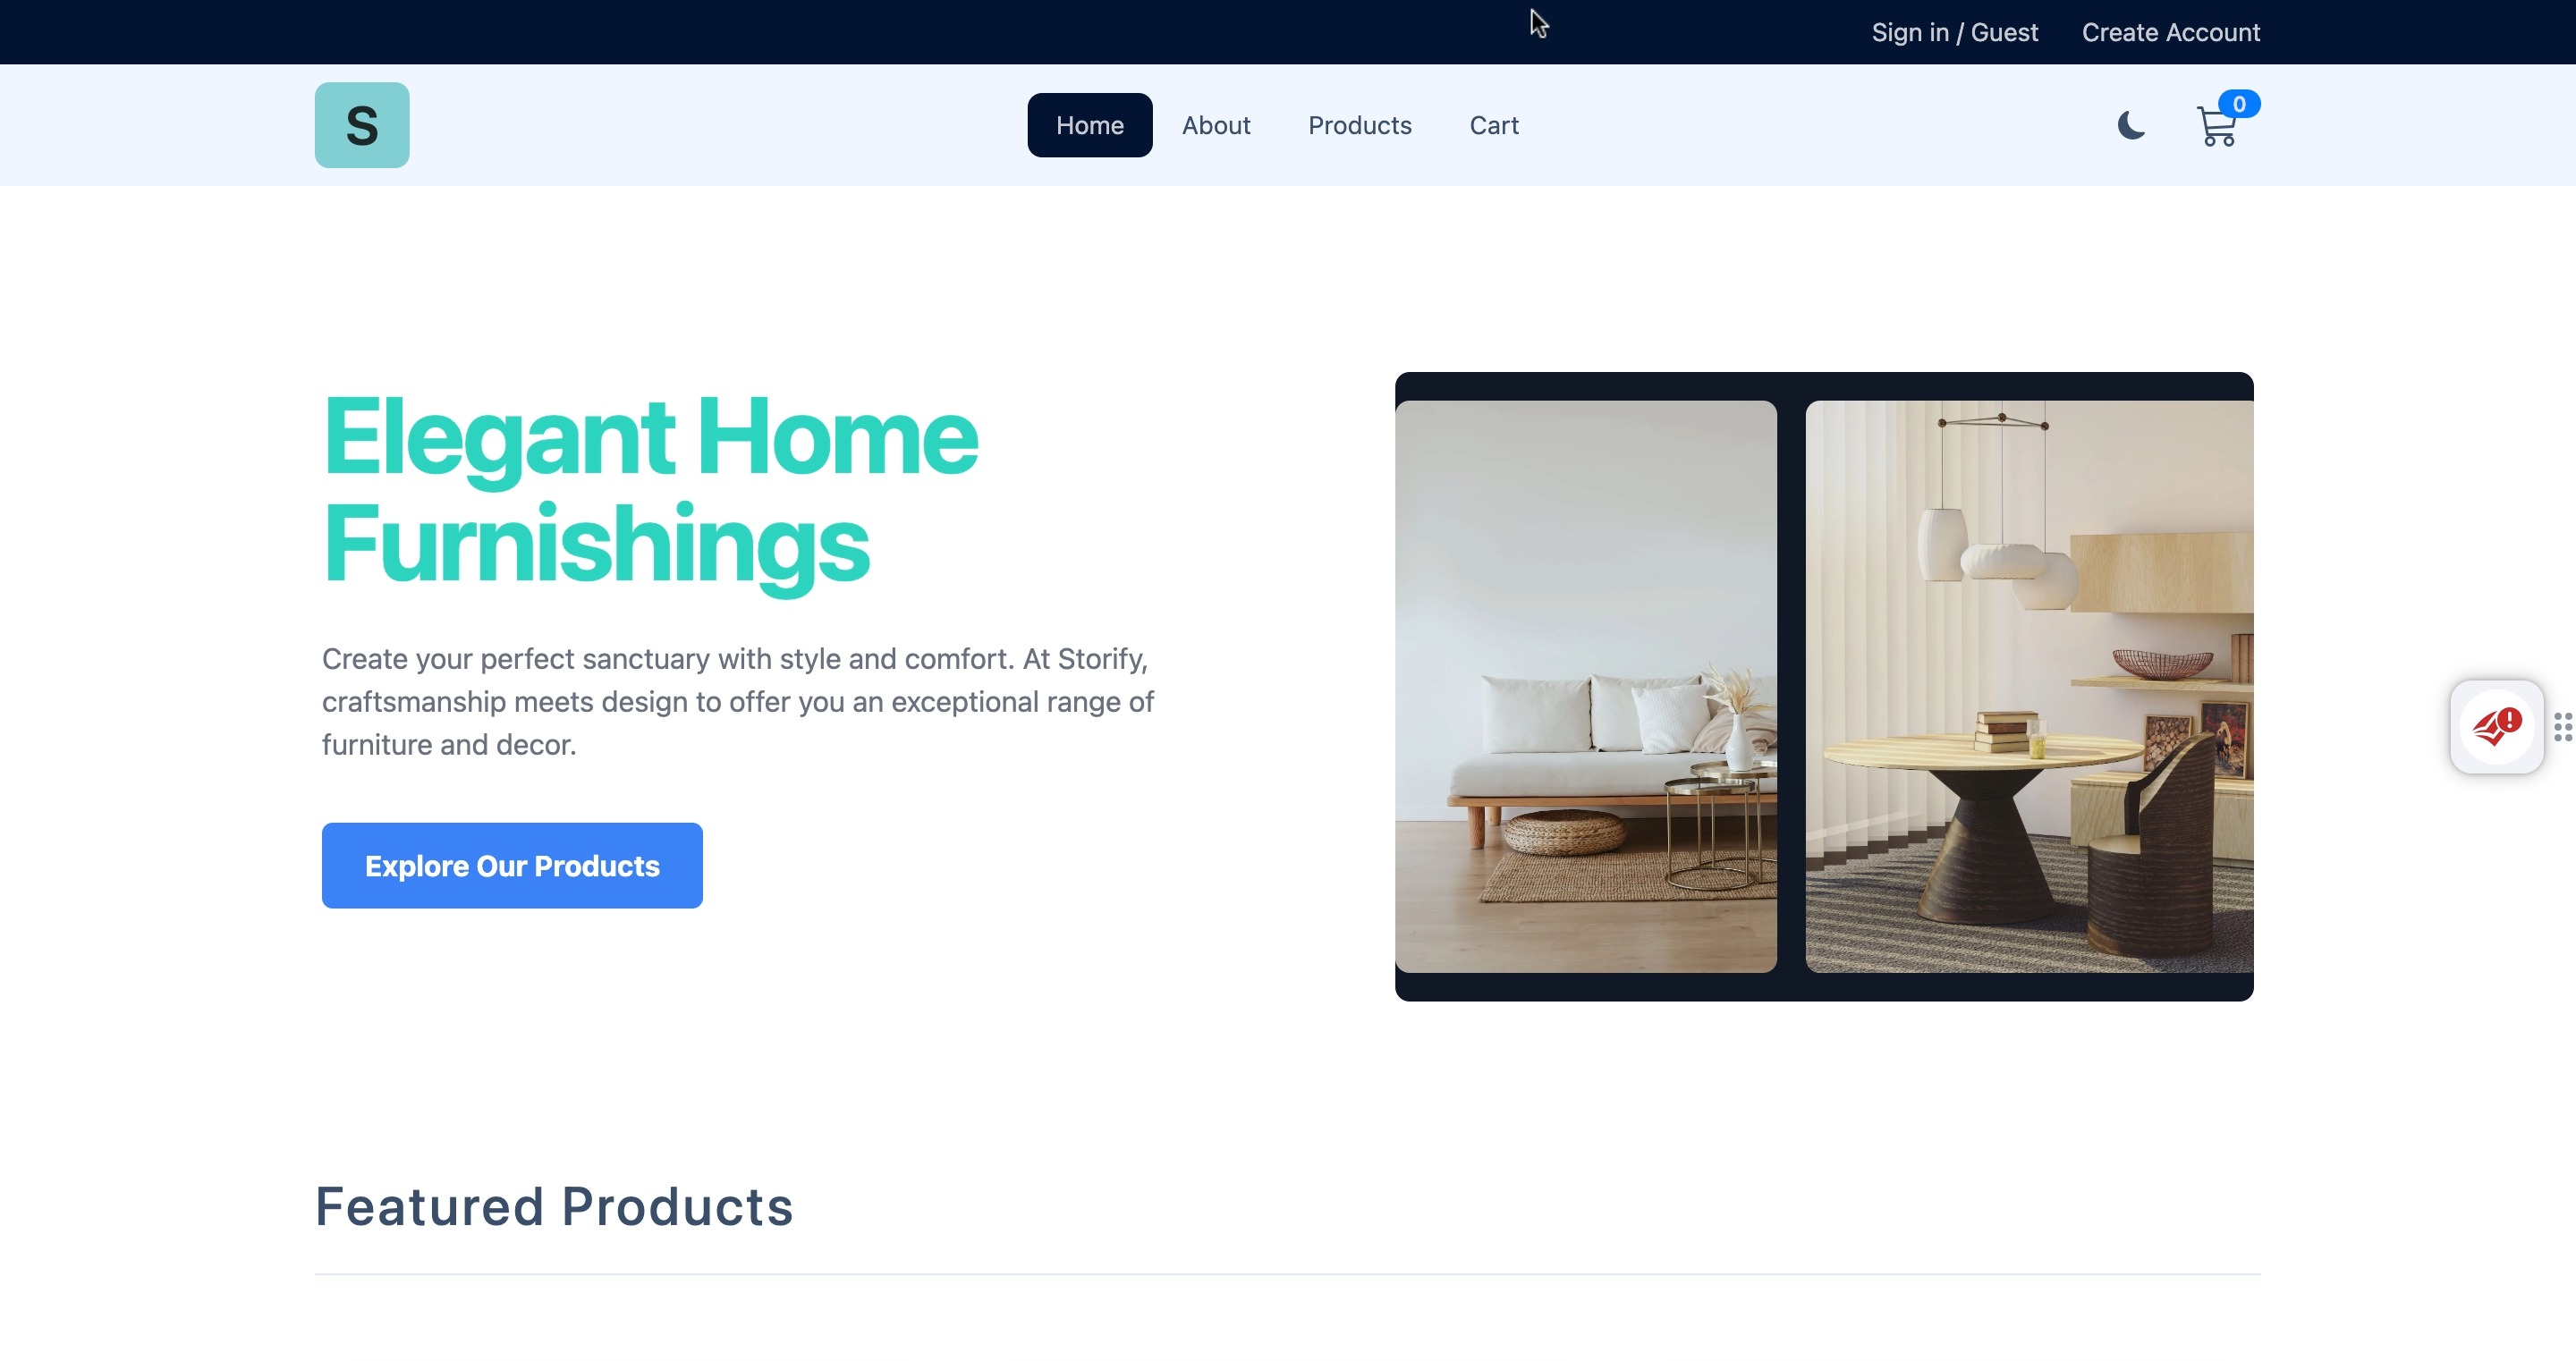 Sign in / Guest Create Account
S
Home About Products Cart
0
Elegant Home
Furnishings
Create your perfect sanctuary with style and comfort. At Storify,
craftsmanship meets design to offer you an exceptional range of
furniture and decor.
Explore Our Products
Featured Products